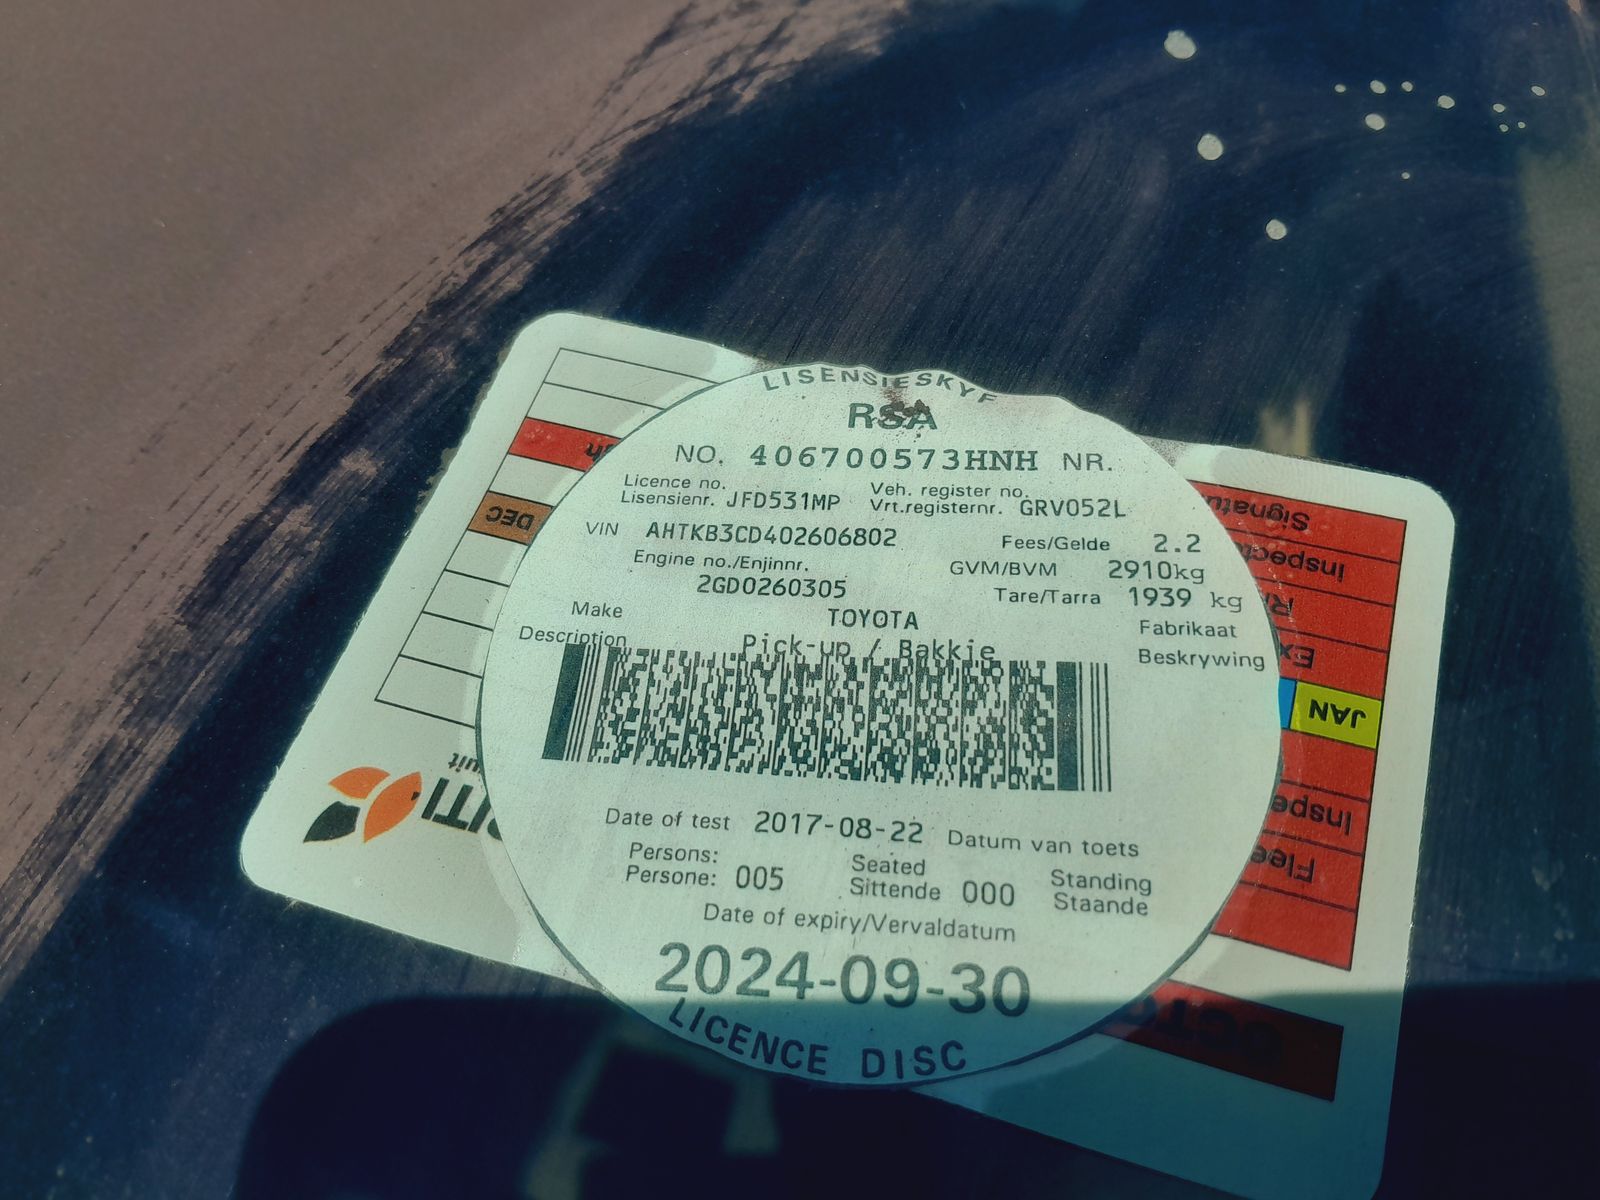 LISENSIESKYF
RSA
NO. 406700573HNH NR.
Licence no. Veh. register no.
Lisensienr. JFD531MP Vrt.registernr. GRV052L
VIN AHTKB3CD402606802 Fees/Gelde 2.2
Engine no./Enjinnr. GVM/BVM 2910kg
2GD0260305 Tare/Tarra 1939 kg
Make TOYOTA Fabrikaat
Description Pick-up / Bakkie Beskrywing
Date of test 2017-08-22 Datum van toets
Persons: Seated Standing
Persone: 005 Sittende 000 Staande
Date of expiry/Vervaldatum
2024-09-30
LICENCE DISC
DEC
JAN